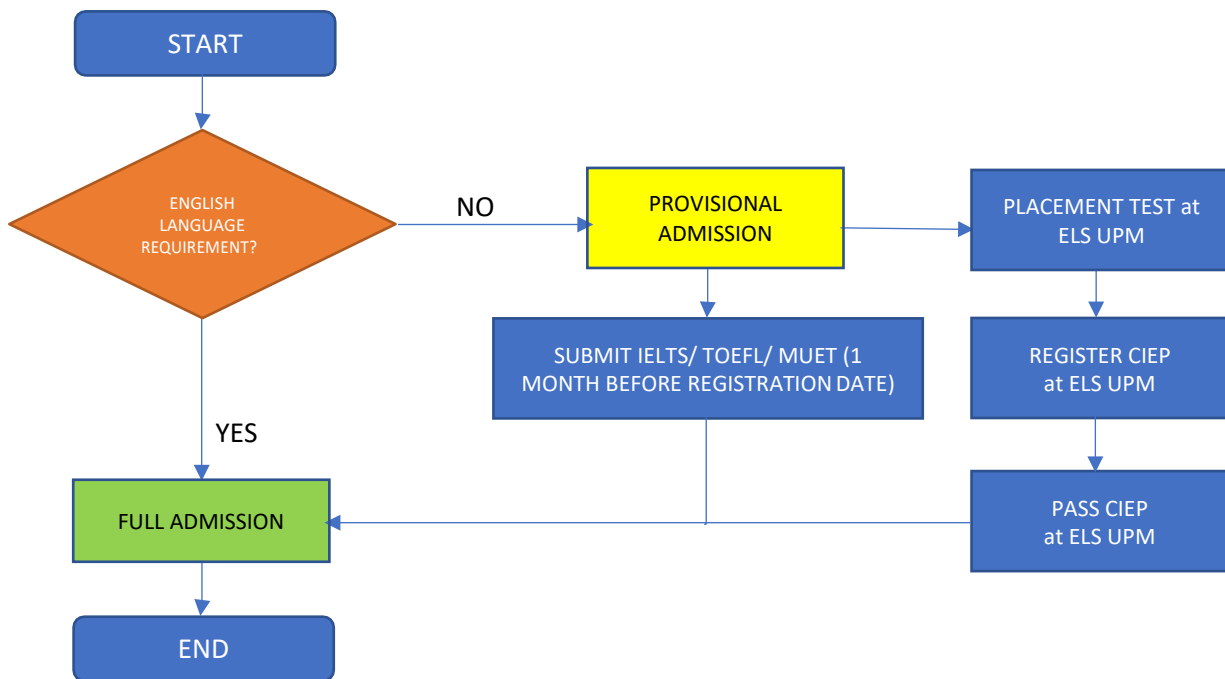 START
ENGLISH
LANGUAGE
REQUIREMENT?
NO
PROVISIONAL
ADMISSION
PLACEMENT TEST at
ELS UPM
SUBMIT IELTS/ TOEFL/ MUET (1
MONTH BEFORE REGISTRATION DATE)
REGISTER CIEP
at ELS UPM
YES
FULL ADMISSION
PASS CIEP
at ELS UPM
END